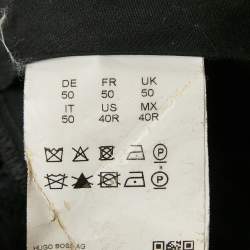 DE FR UK
50 50 50
IT US MX
50 40R 40R
P
P
HUGO BOSS AG